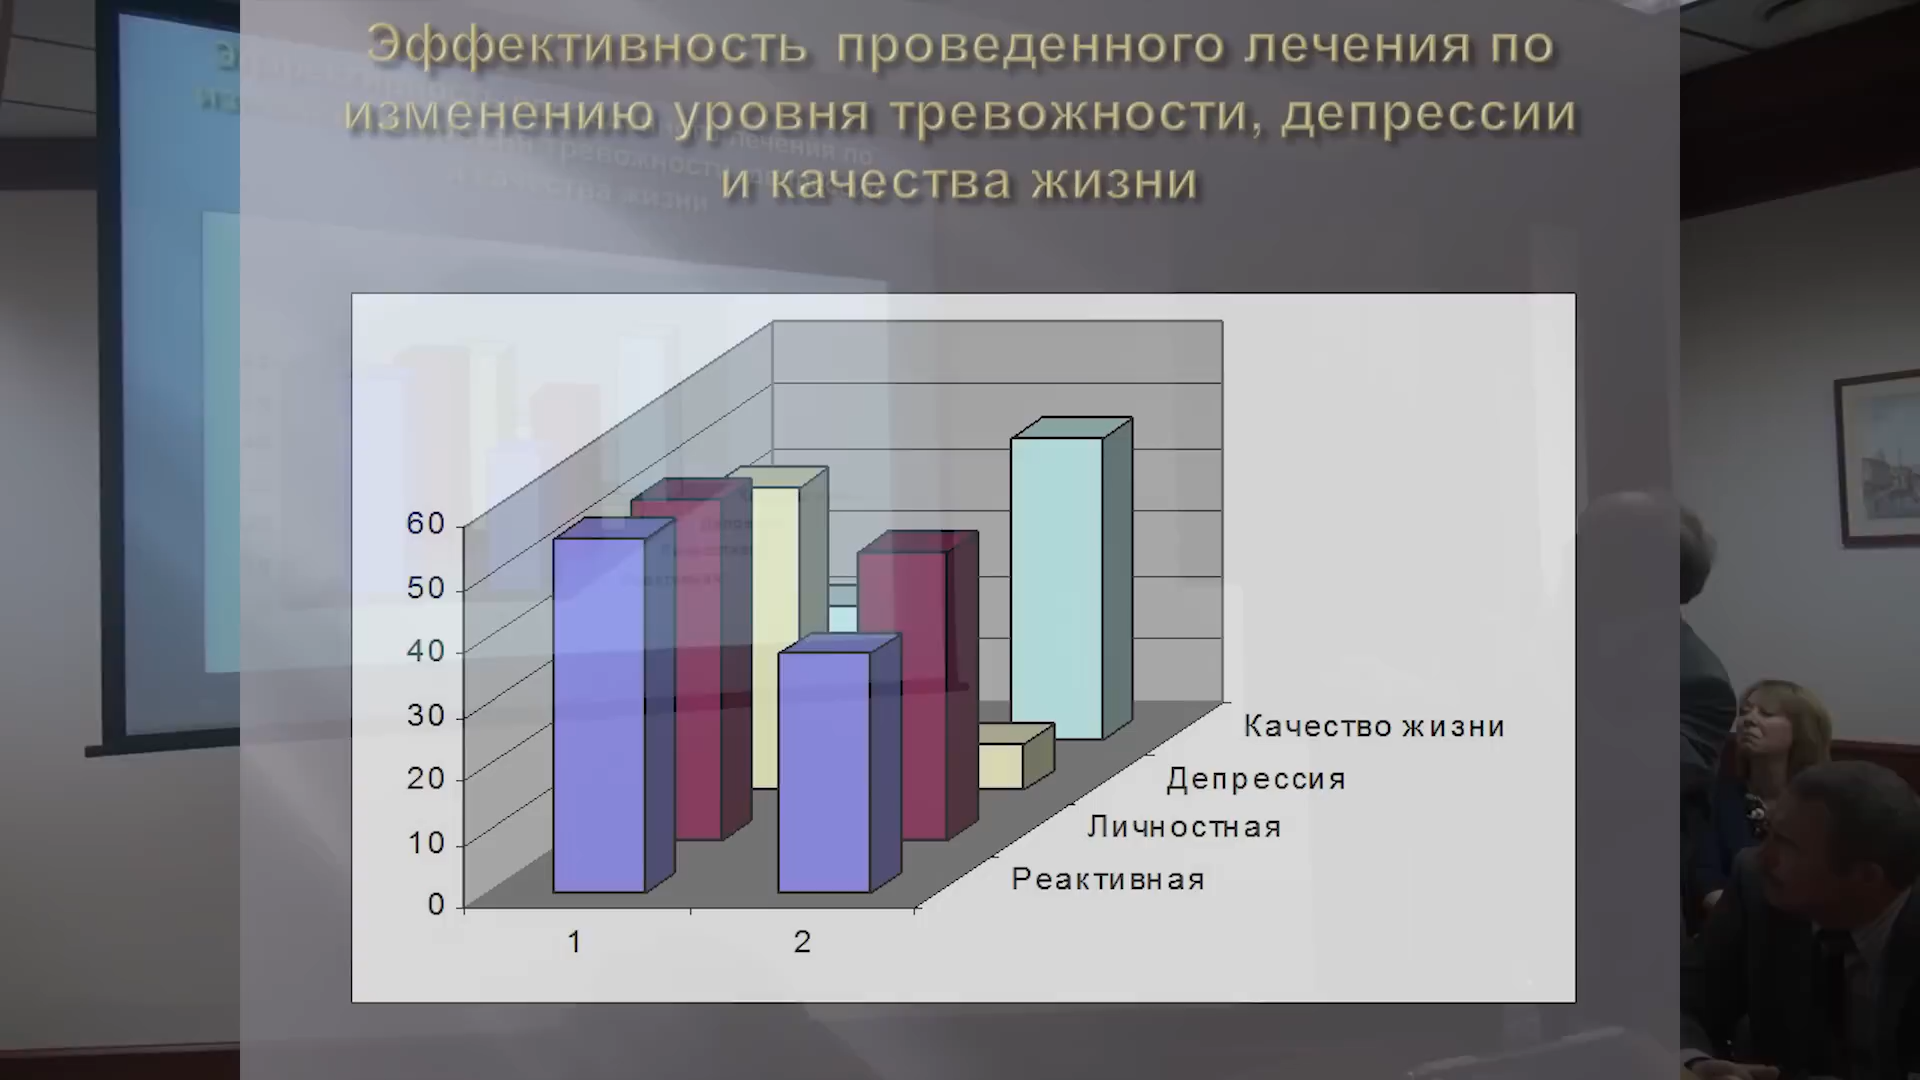 Эффективность проведенного лечения по
изменению уровня тревожности, депрессии
и качества жизни
60
50
40
30
20
10
0
1
2
Качество жизни
Депрессия
Личностная
Реактивная